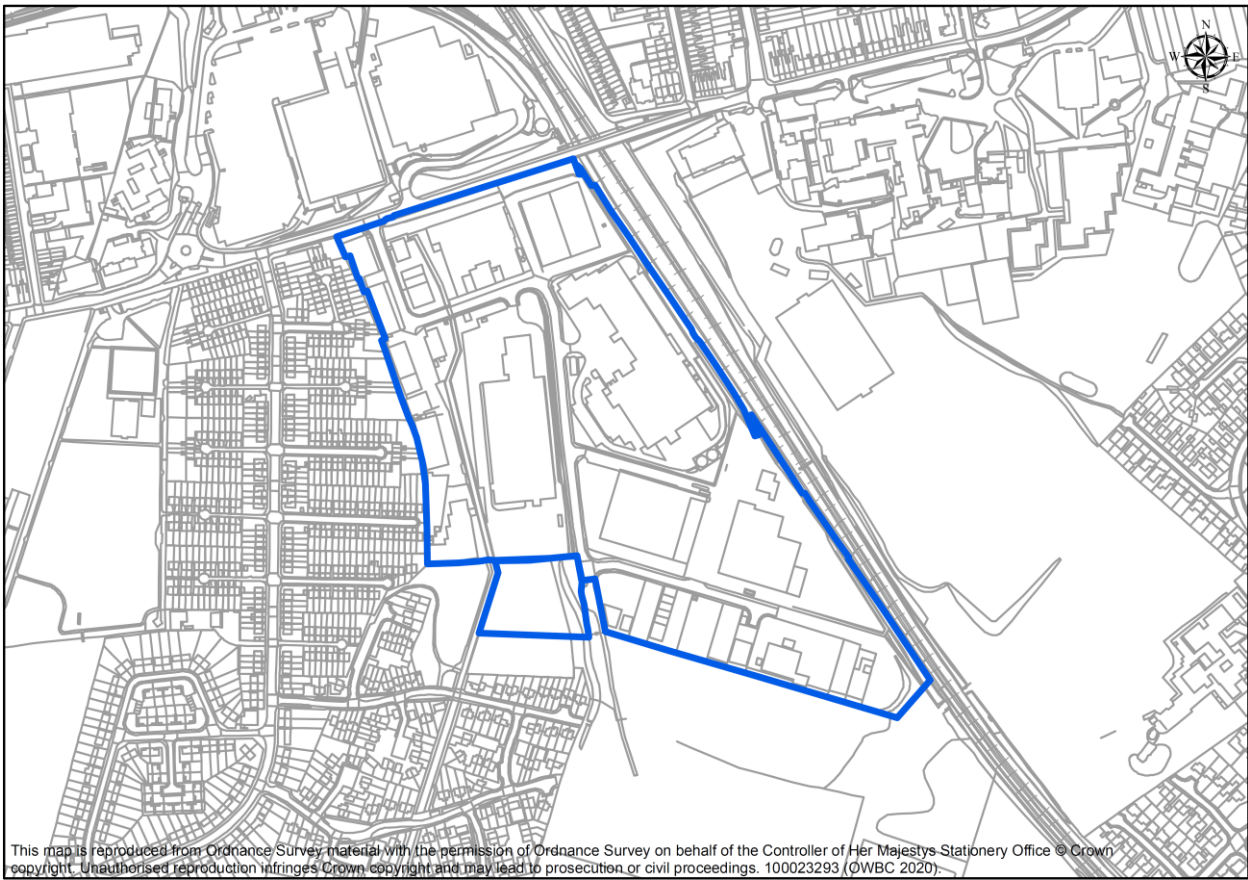 N
W E
S
This map is reproduced from Ordnance Survey material with the permission of Ordnance Survey on behalf of the Controller of Her Majestys Stationery Office © Crown
copyright. Unauthorised reproduction infringes Crown copyright and may lead to prosecution or civil proceedings. 100023293 (OWBC 2020).